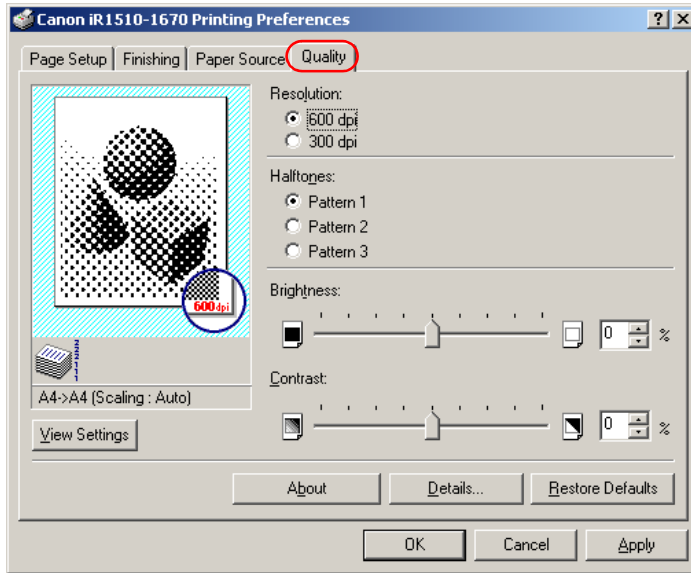 Canon iR1510-1670 Printing Preferences
Page Setup Finishing Paper Source Quality
Resolution:
600 dpi
300 dpi
Halftones:
Pattern 1
Pattern 2
Pattern 3
600 dpi
Brightness:
0 %
A4->A4 (Scaling : Auto)
View Settings
Contrast:
0 %
About Details... Restore Defaults
OK Cancel Apply